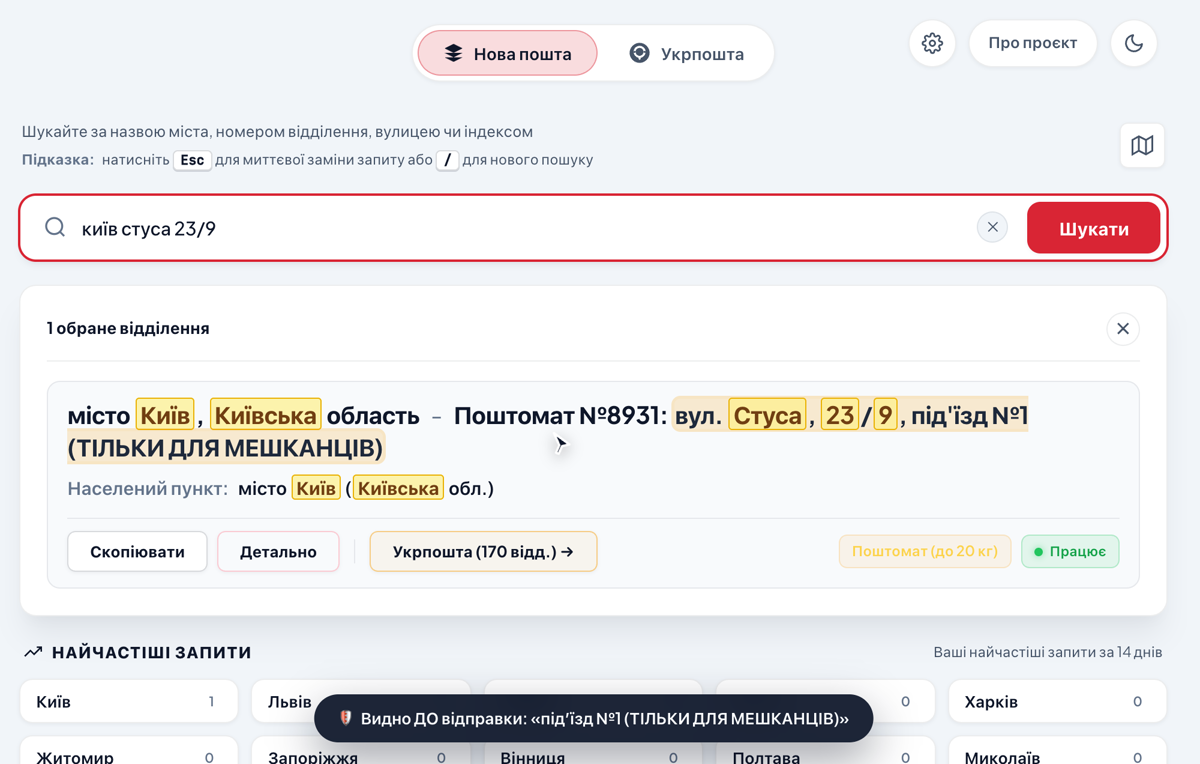 Нова пошта
Укрпошта
Про проєкт
Шукайте за назвою міста, номером відділення, вулицею чи індексом
Підказка: натисніть Esc для миттєвої заміни запиту або / для нового пошуку
київ стуса 23/9
Шукати
1 обране відділення
місто Київ, Київська область – Поштомат №8931: вул. Стуса, 23/9, під'їзд №1
(ТІЛЬКИ ДЛЯ МЕШКАНЦІВ)
Населений пункт: місто Київ (Київська обл.)
Скопіювати
Детально
Укрпошта (170 відд.) →
Поштомат (до 20 кг)
Працює
НАЙЧАСТІШІ ЗАПИТИ
Ваші найчастіші запити за 14 днів
Київ 1
Львів
0
Харків 0
Видно ДО відправки: «під’їзд №1 (ТІЛЬКИ ДЛЯ МЕШКАНЦІВ)»
Житомир 0
Запоріжжя 0
Вінниця 0
Полтава 0
Миколаїв 0